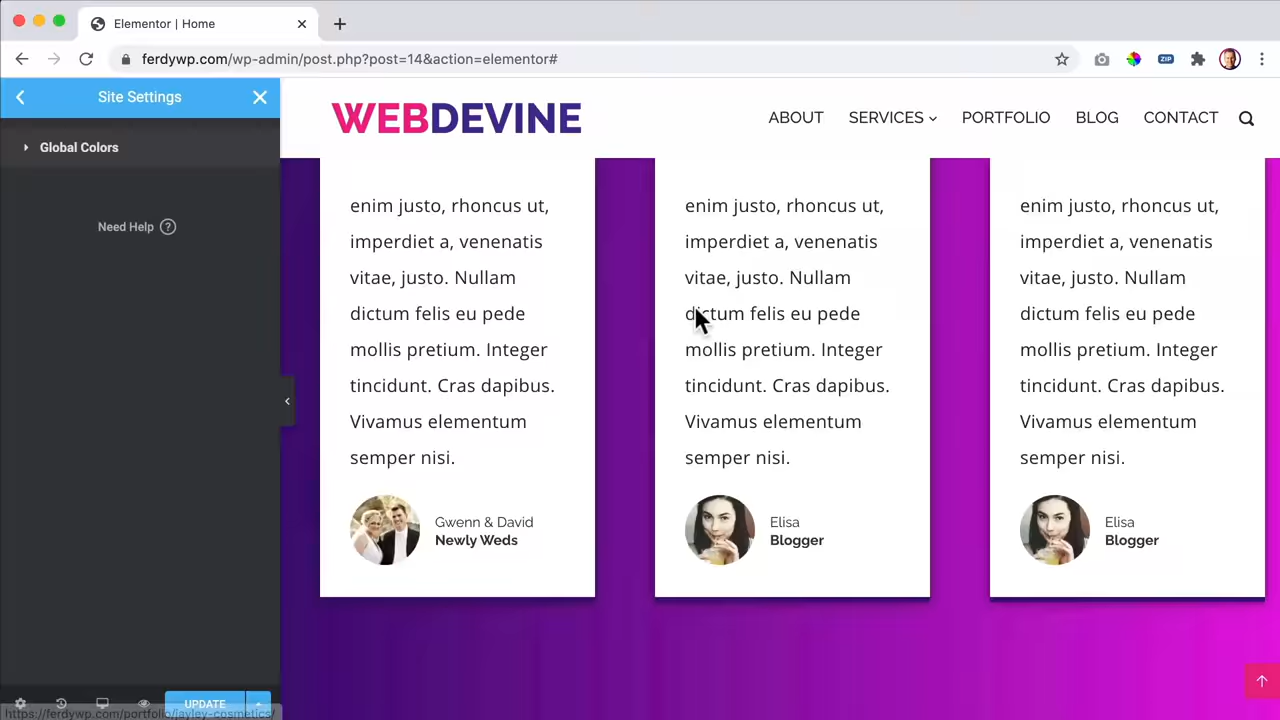 Elementor | Home
ferdywp.com/wp-admin/post.php?post=14&action=elementor#
ZIP
Site Settings
Global Colors
Need Help ?
UPDATE
https://ferdywp.com/portfolio/jayley-cosmetics/
WEBDEVINE
ABOUT SERVICES PORTFOLIO BLOG CONTACT
enim justo, rhoncus ut,
imperdiet a, venenatis
vitae, justo. Nullam
dictum felis eu pede
mollis pretium. Integer
tincidunt. Cras dapibus.
Vivamus elementum
semper nisi.
Gwenn & David
Newly Weds
enim justo, rhoncus ut,
imperdiet a, venenatis
vitae, justo. Nullam
dictum felis eu pede
mollis pretium. Integer
tincidunt. Cras dapibus.
Vivamus elementum
semper nisi.
Elisa
Blogger
enim justo, rhoncus ut,
imperdiet a, venenatis
vitae, justo. Nullam
dictum felis eu pede
mollis pretium. Integer
tincidunt. Cras dapibus.
Vivamus elementum
semper nisi.
Elisa
Blogger